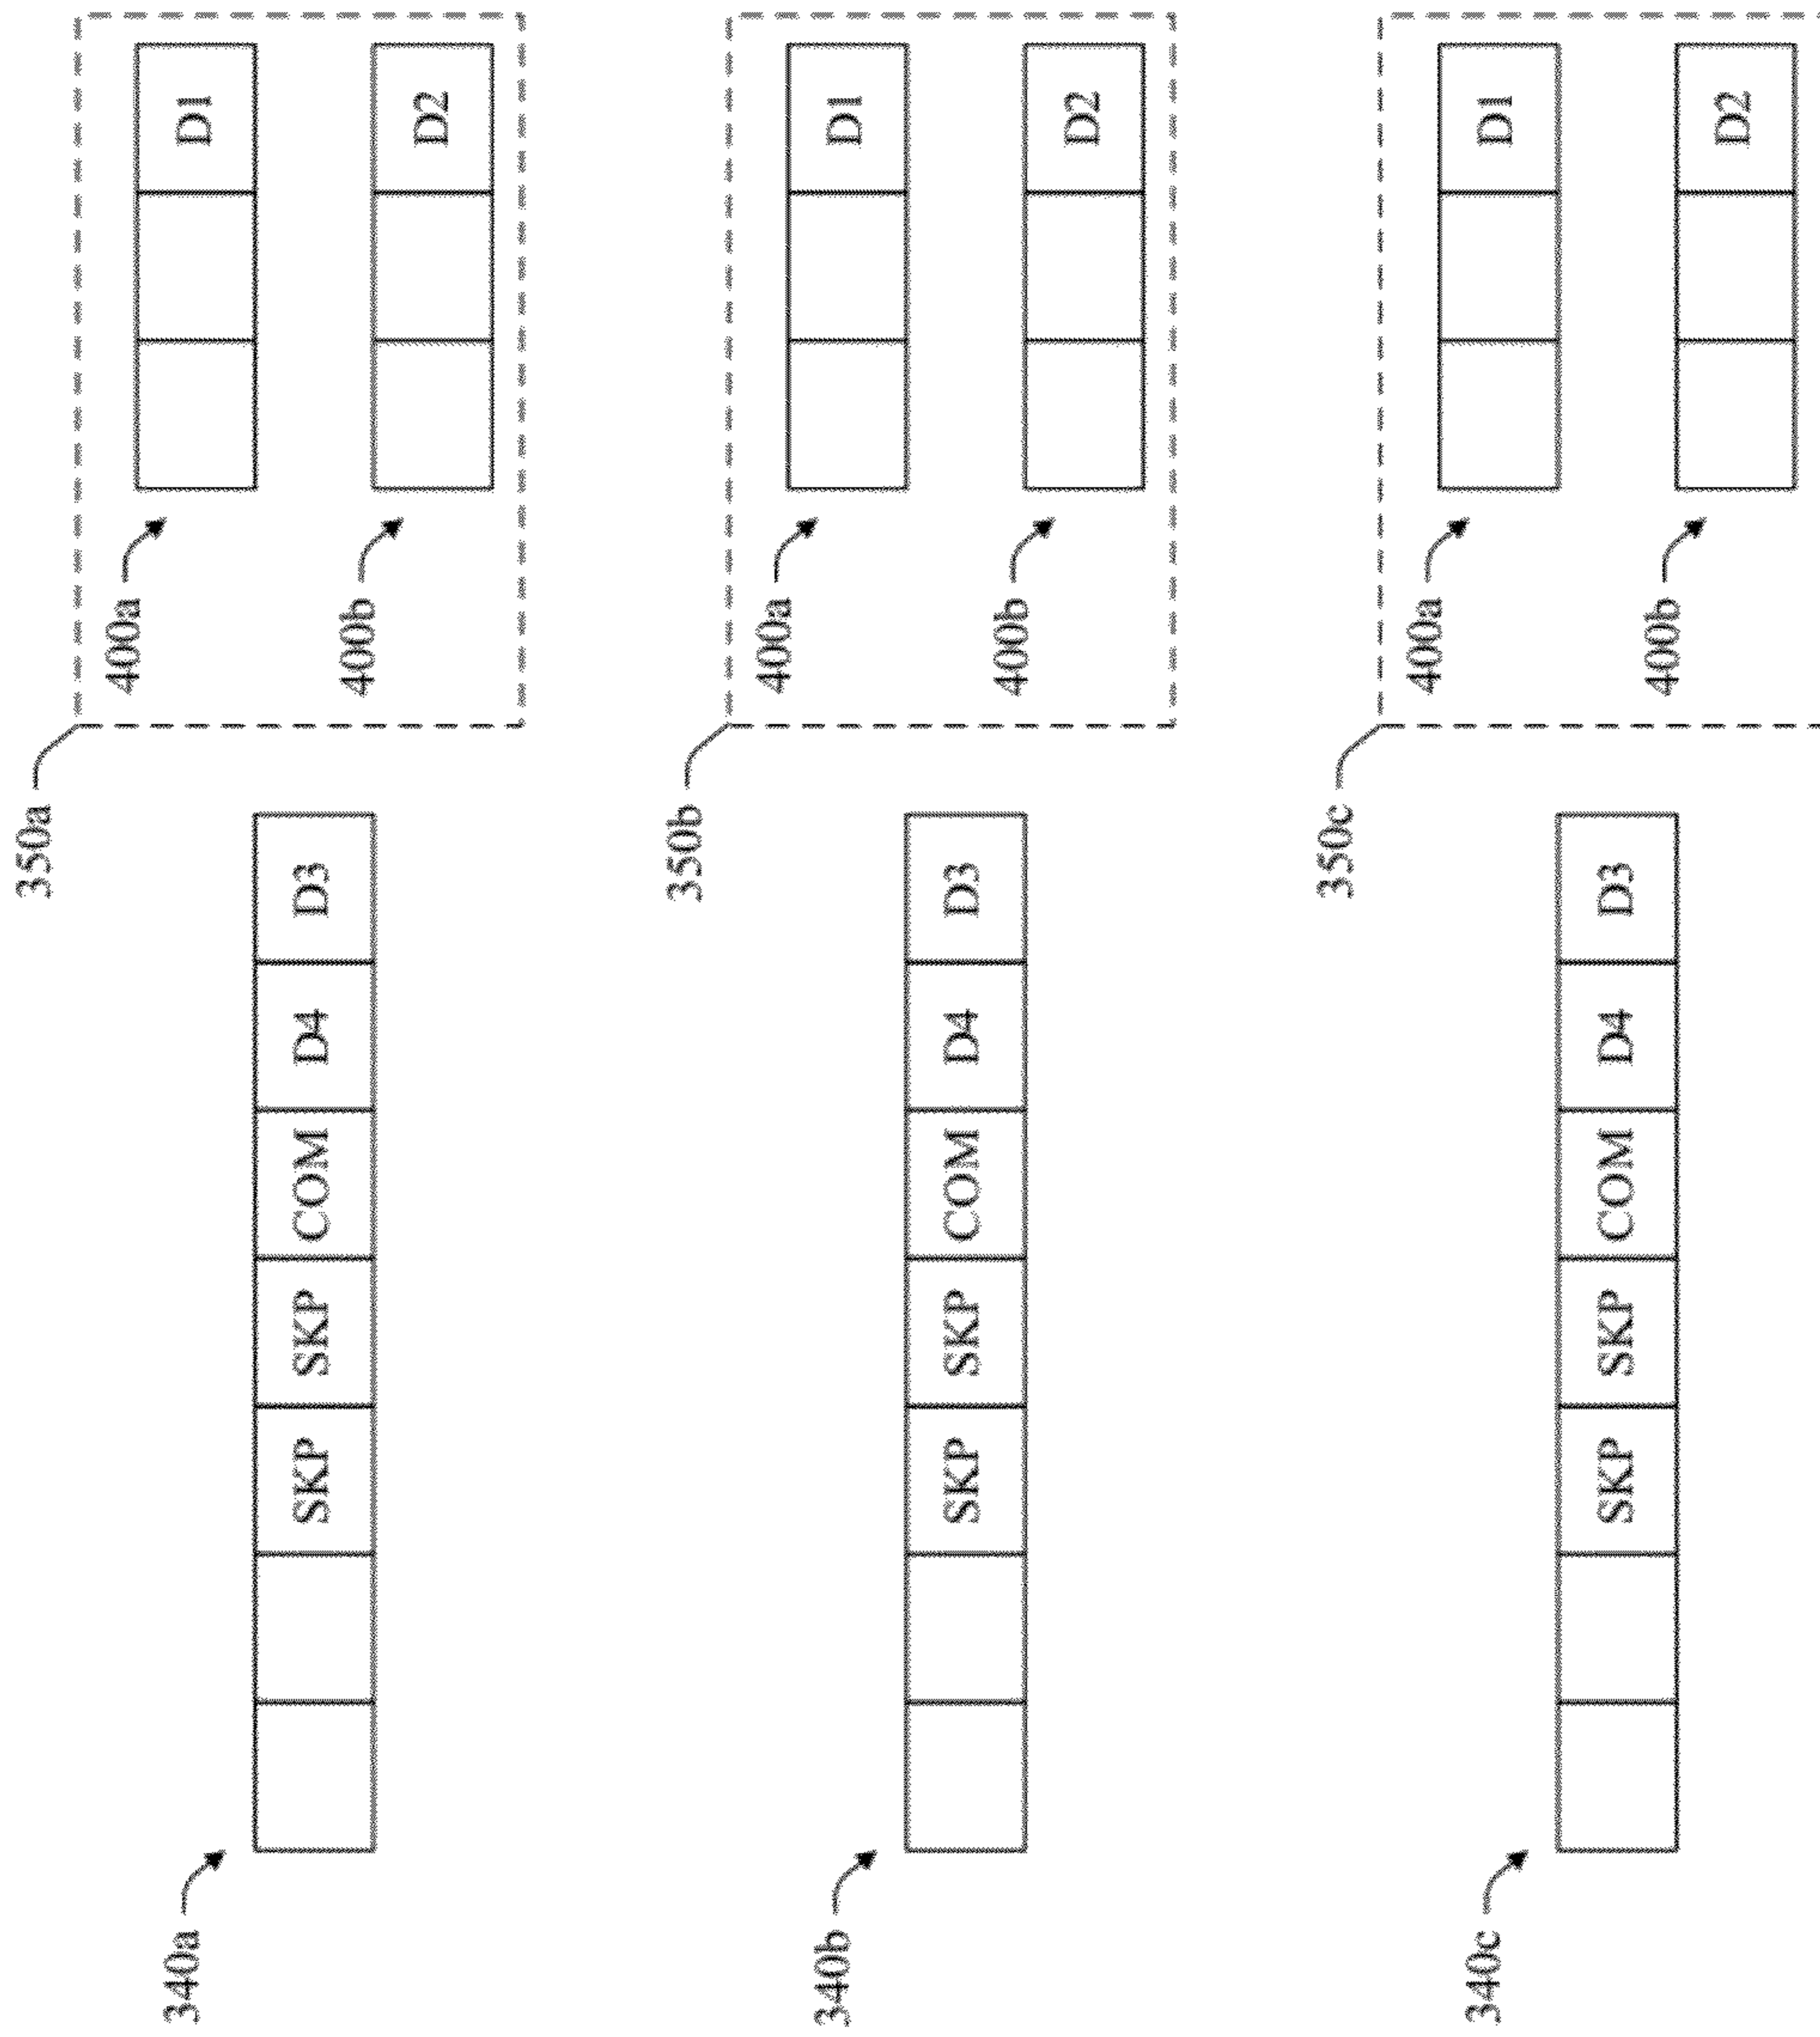 350a
400a
D1
340a
SKP SKP COM D4 D3
400b
D2
350b
400a
D1
340b
SKP SKP COM D4 D3
400b
D2
350c
400a
D1
340c
SKP SKP COM D4 D3
400b
D2